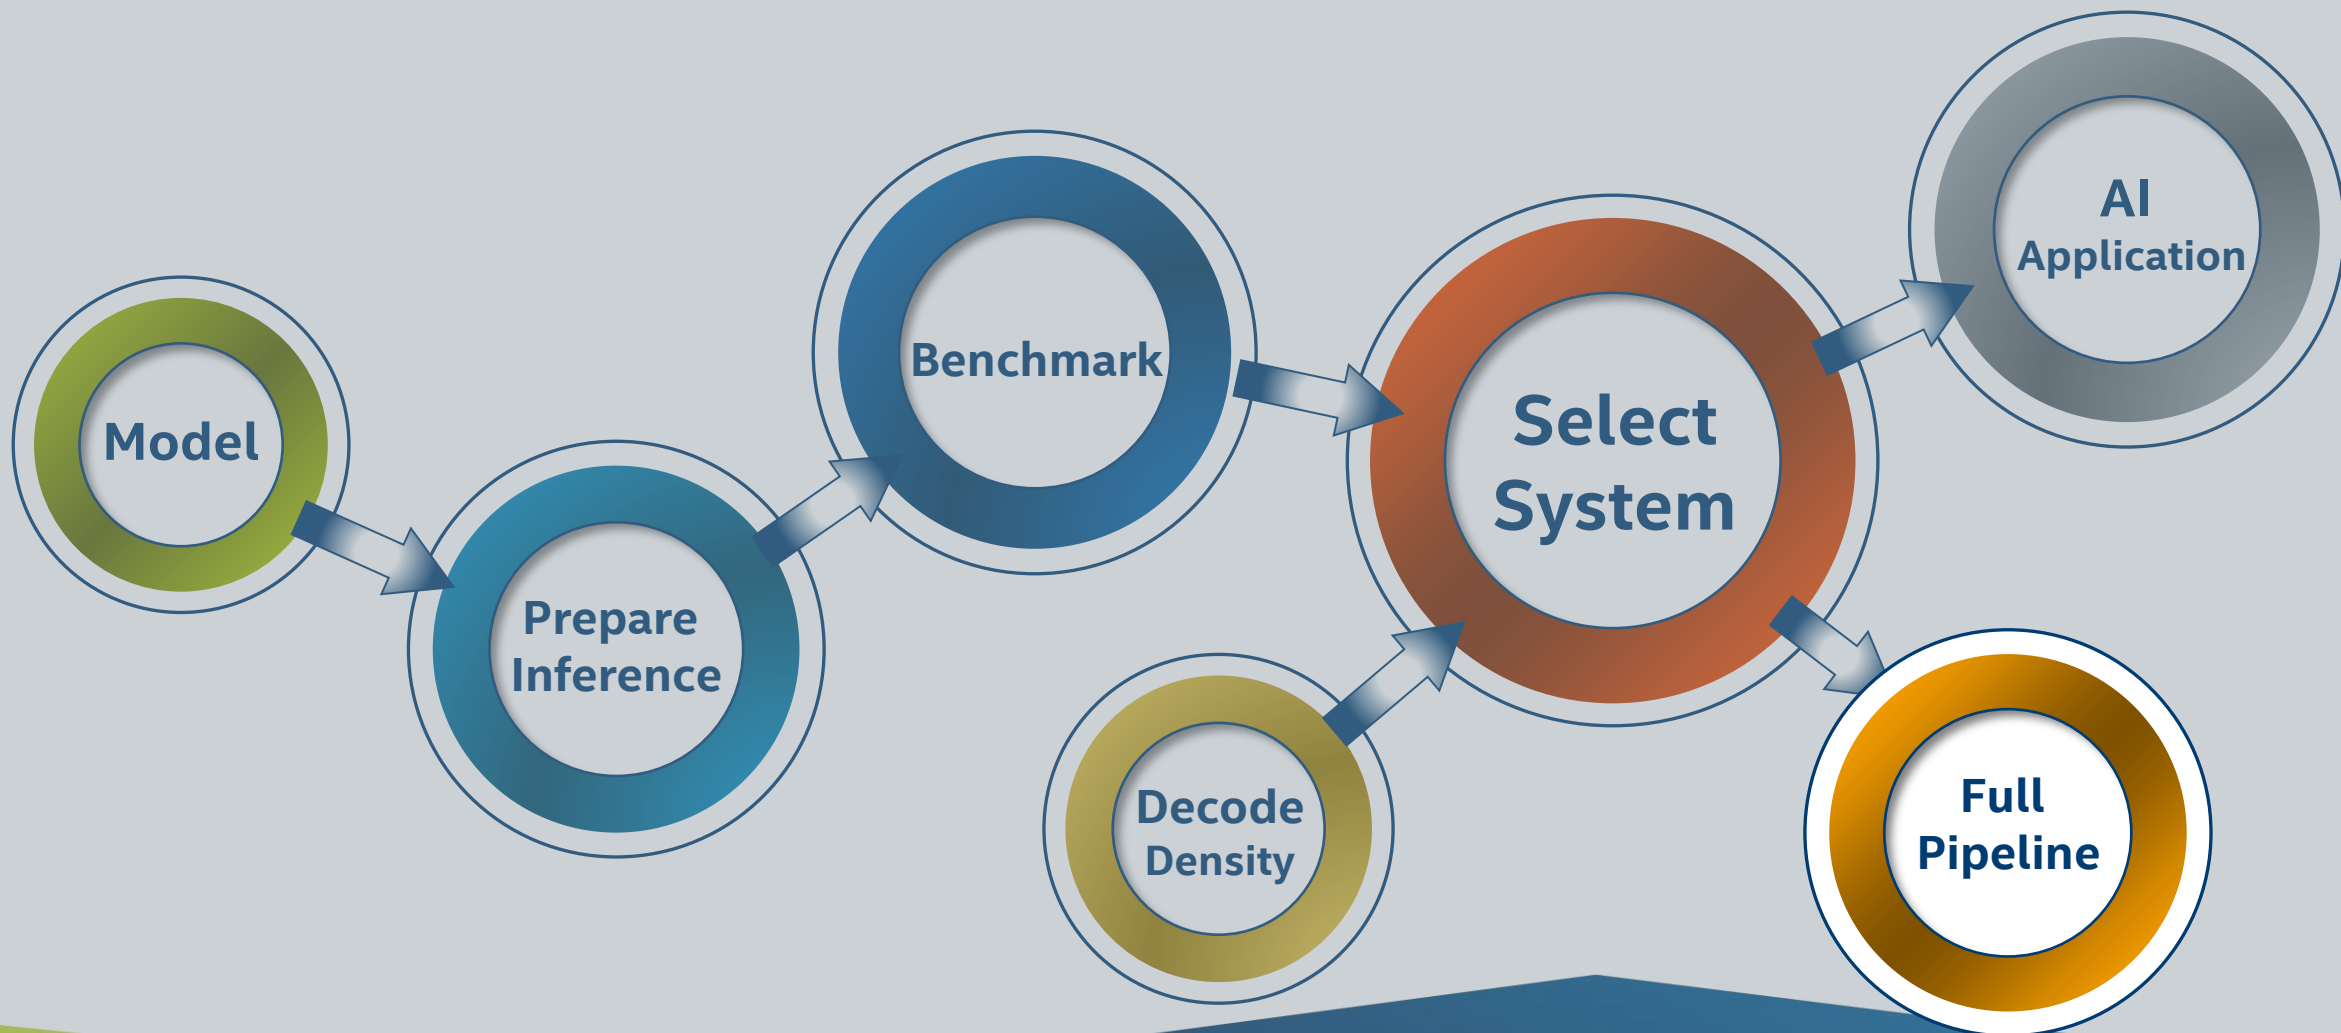 Model
Prepare
Inference
Benchmark
Decode
Density
Select
System
AI
Application
Full
Pipeline